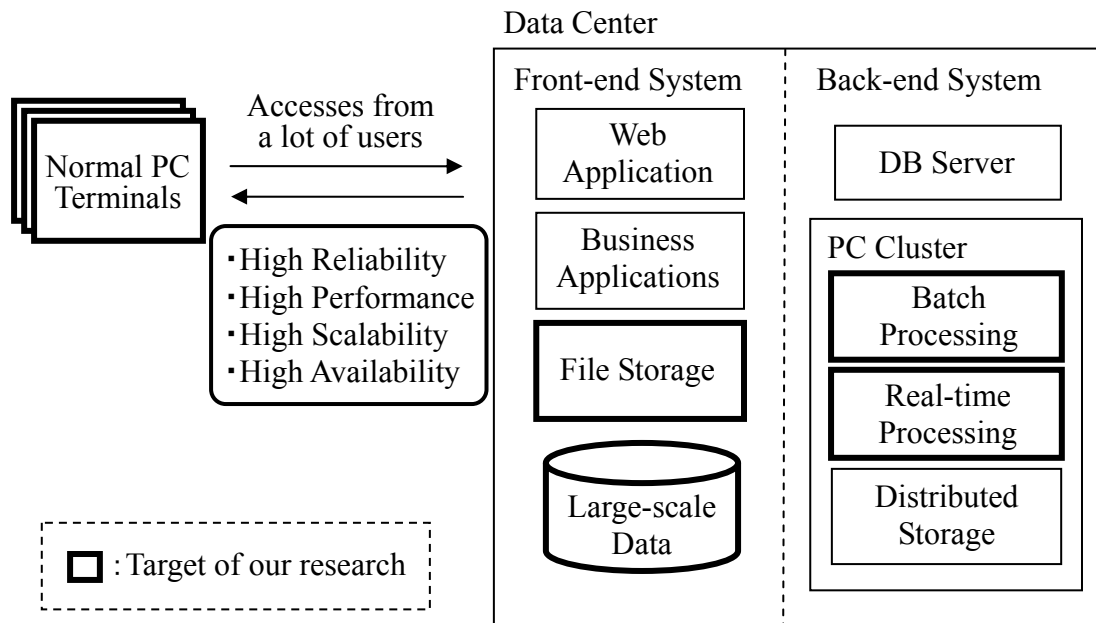 Data Center
Normal PC
Terminals
Accesses from
a lot of users
・High Reliability
・High Performance
・High Scalability
・High Availability
Front-end System
Web
Application
Business
Applications
File Storage
Large-scale
Data
Back-end System
DB Server
PC Cluster
Batch
Processing
Real-time
Processing
Distributed
Storage
: Target of our research